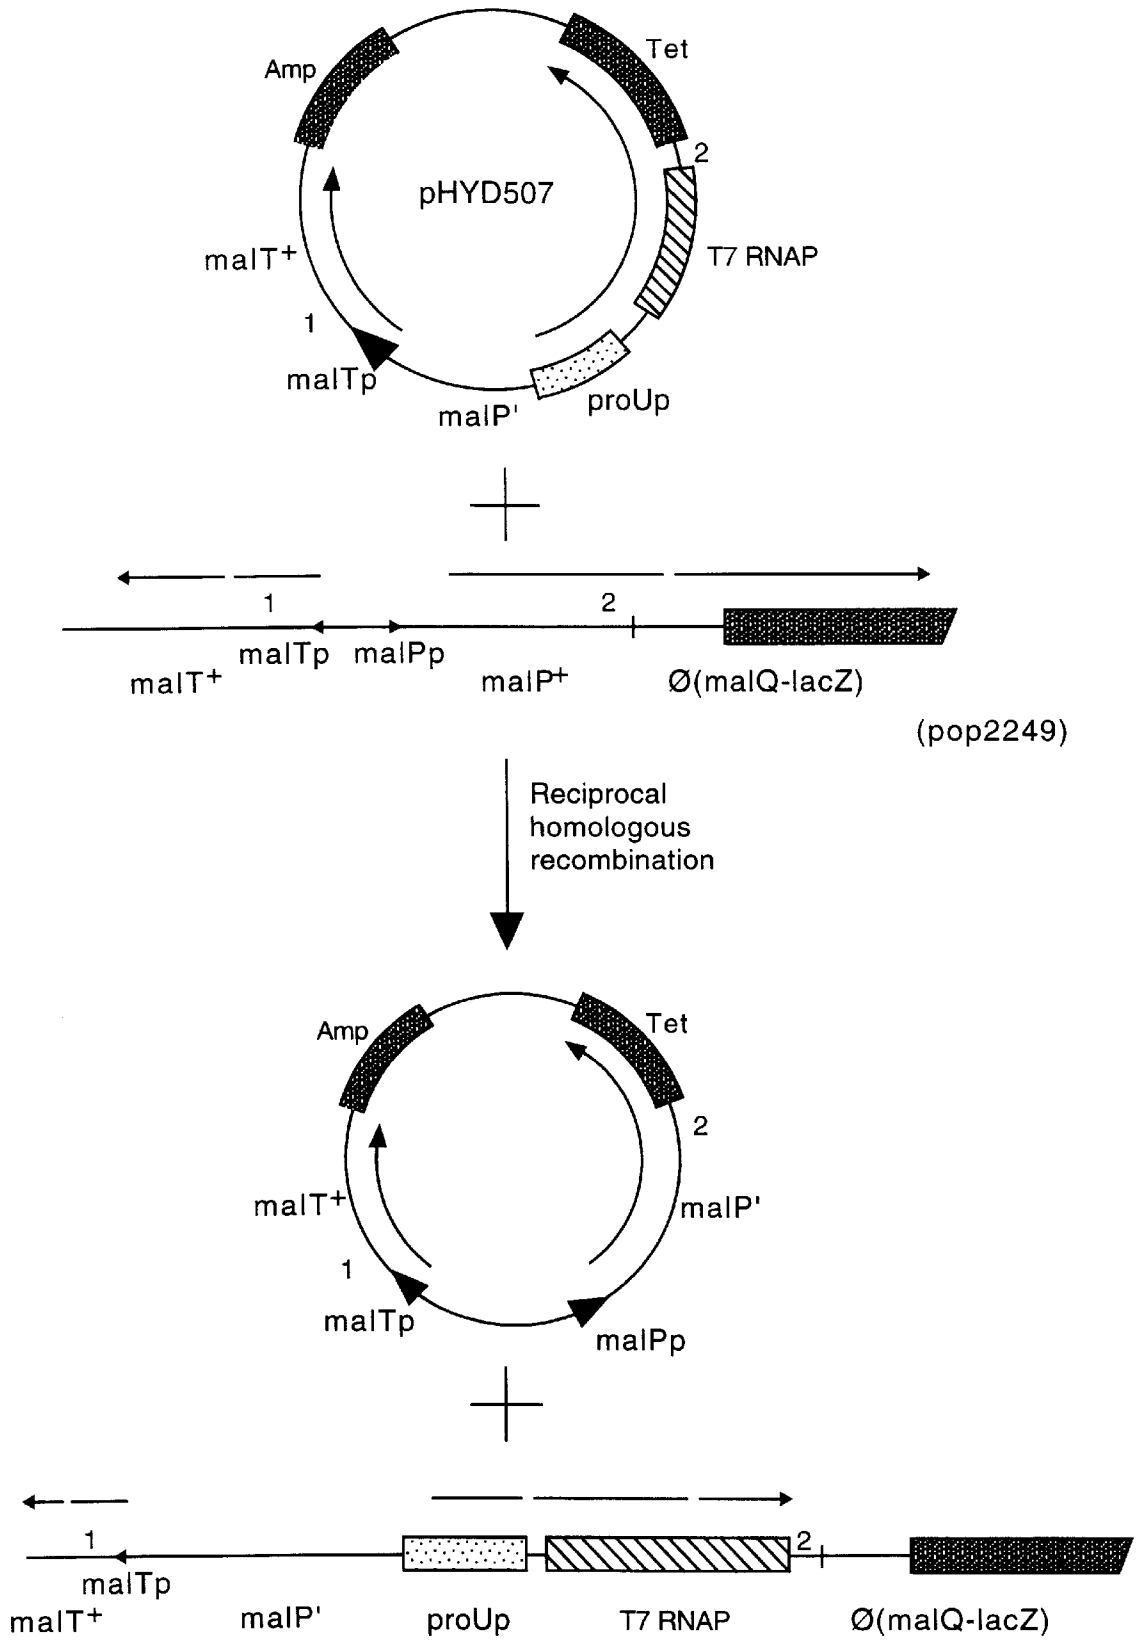 Amp
Tet
2
pHYD507
malT+
T7 RNAP
1
malTp
proUp
malP'
1
2
malTp
malPp
malT+
malP+
Ø(malQ-lacZ)
(pop2249)
Reciprocal
homologous
recombination
Amp
Tet
2
malT+
malP'
1
malTp
malPp
1
2
malTp
malT+
malP'
proUp
T7 RNAP
Ø(malQ-lacZ)